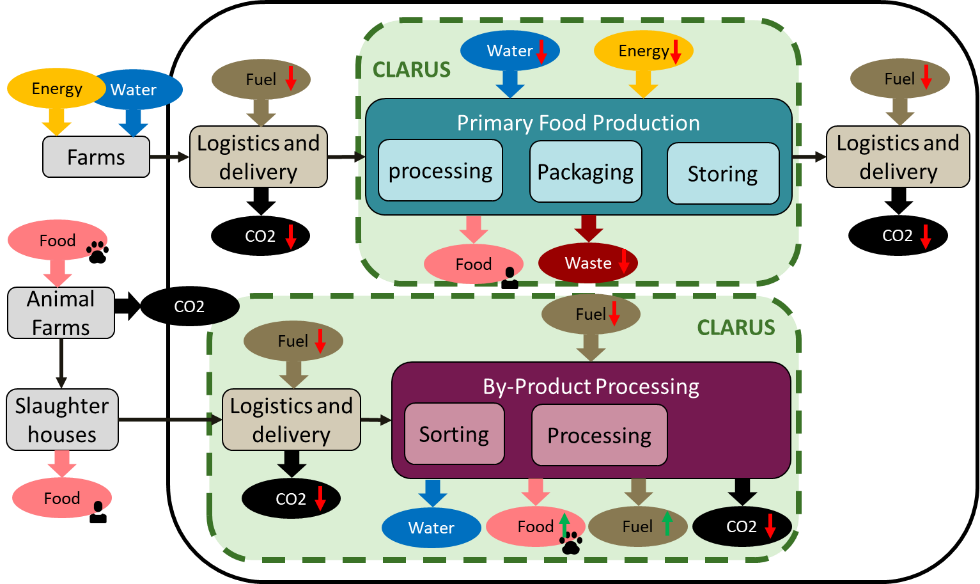 CLARUS
Water
Energy
Energy
Water
Fuel
Fuel
Primary Food Production
Farms
Logistics and
delivery
processing
Packaging
Storing
Logistics and
delivery
CO2
CO2
Food
Food
Waste
Animal
Farms
CO2
Fuel
Fuel
CLARUS
By-Product Processing
Slaughter
houses
Logistics and
delivery
Sorting
Processing
Food
CO2
Water
Food
Fuel
CO2